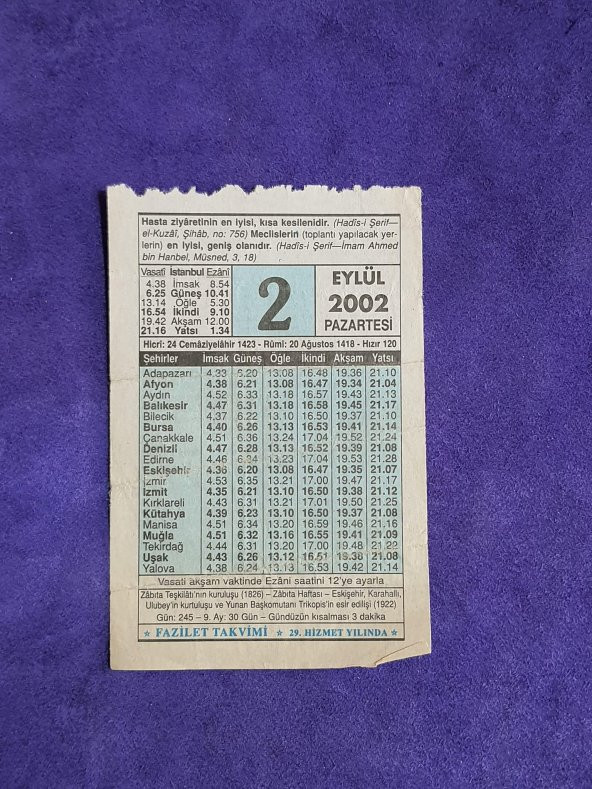 Hasta ziyâretinin en iyisi, kısa kesilenidir. (Hadîs-i Şerif—
el-Kuzâî, Şihâb, no: 756) Meclislerin (toplantı yapılacak yer-
lerin) en iyisi, geniş olanıdır. (Hadîs-i Şerif—İmam Ahmed
bin Hanbel, Müsned, 3, 18)
Vasatî İstanbul Ezânî
4.38 İmsak 8.54
6.25 Güneş 10.41
13.14 Öğle 5.30
16.54 İkindi 9.10
19.42 Akşam 12.00
21.16 Yatsı 1.34
2
EYLÜL
2002
PAZARTESİ
Hicrî: 24 Cemâziyelâhir 1423 - Rûmî: 20 Ağustos 1418 - Hızır 120
Şehirler İmsak Güneş Öğle İkindi Akşam Yatsı
Adapazarı 4.33 6.20 13.08 16.48 19.36 21.10
Afyon 4.38 6.21 13.08 16.47 19.34 21.04
Aydın 4.52 6.33 13.18 16.57 19.43 21.13
Balıkesir 4.47 6.31 13.18 16.58 19.45 21.17
Bilecik 4.37 6.22 13.10 16.50 19.37 21.10
Bursa 4.40 6.26 13.13 16.53 19.41 21.14
Çanakkale 4.51 6.36 13.24 17.04 19.52 21.24
Denizli 4.47 6.28 13.13 16.52 19.39 21.08
Edirne 4.46 6.34 13.23 17.04 19.53 21.28
Eskişehir 4.36 6.20 13.08 16.47 19.35 21.07
İzmir 4.53 6.35 13.21 17.00 19.47 21.17
İzmit 4.35 6.21 13.10 16.50 19.38 21.12
Kırklareli 4.43 6.31 13.21 17.01 19.50 21.25
Kütahya 4.39 6.23 13.10 16.50 19.37 21.08
Manisa 4.51 6.34 13.20 16.59 19.46 21.16
Muğla 4.51 6.32 13.16 16.55 19.41 21.09
Tekirdağ 4.44 6.31 13.20 17.00 19.48 21.22
Uşak 4.43 6.26 13.12 16.51 19.38 21.08
Yalova 4.38 6.24 13.13 16.53 19.42 21.14
Vasati akşam vaktinde Ezâni saatini 12'ye ayarla
Zâbıta Teşkilâtı'nın kuruluşu (1826) – Zâbıta Haftası – Eskişehir, Karahallı,
Ulubey'in kurtuluşu ve Yunan Başkomutanı Trikopis'in esir edilişi (1922)
Gün: 245 – 9. Ay: 30 Gün – Gündüzün kısalması 3 dakika
★ FAZİLET TAKVİMİ ★ 29. HİZMET YILINDA ★